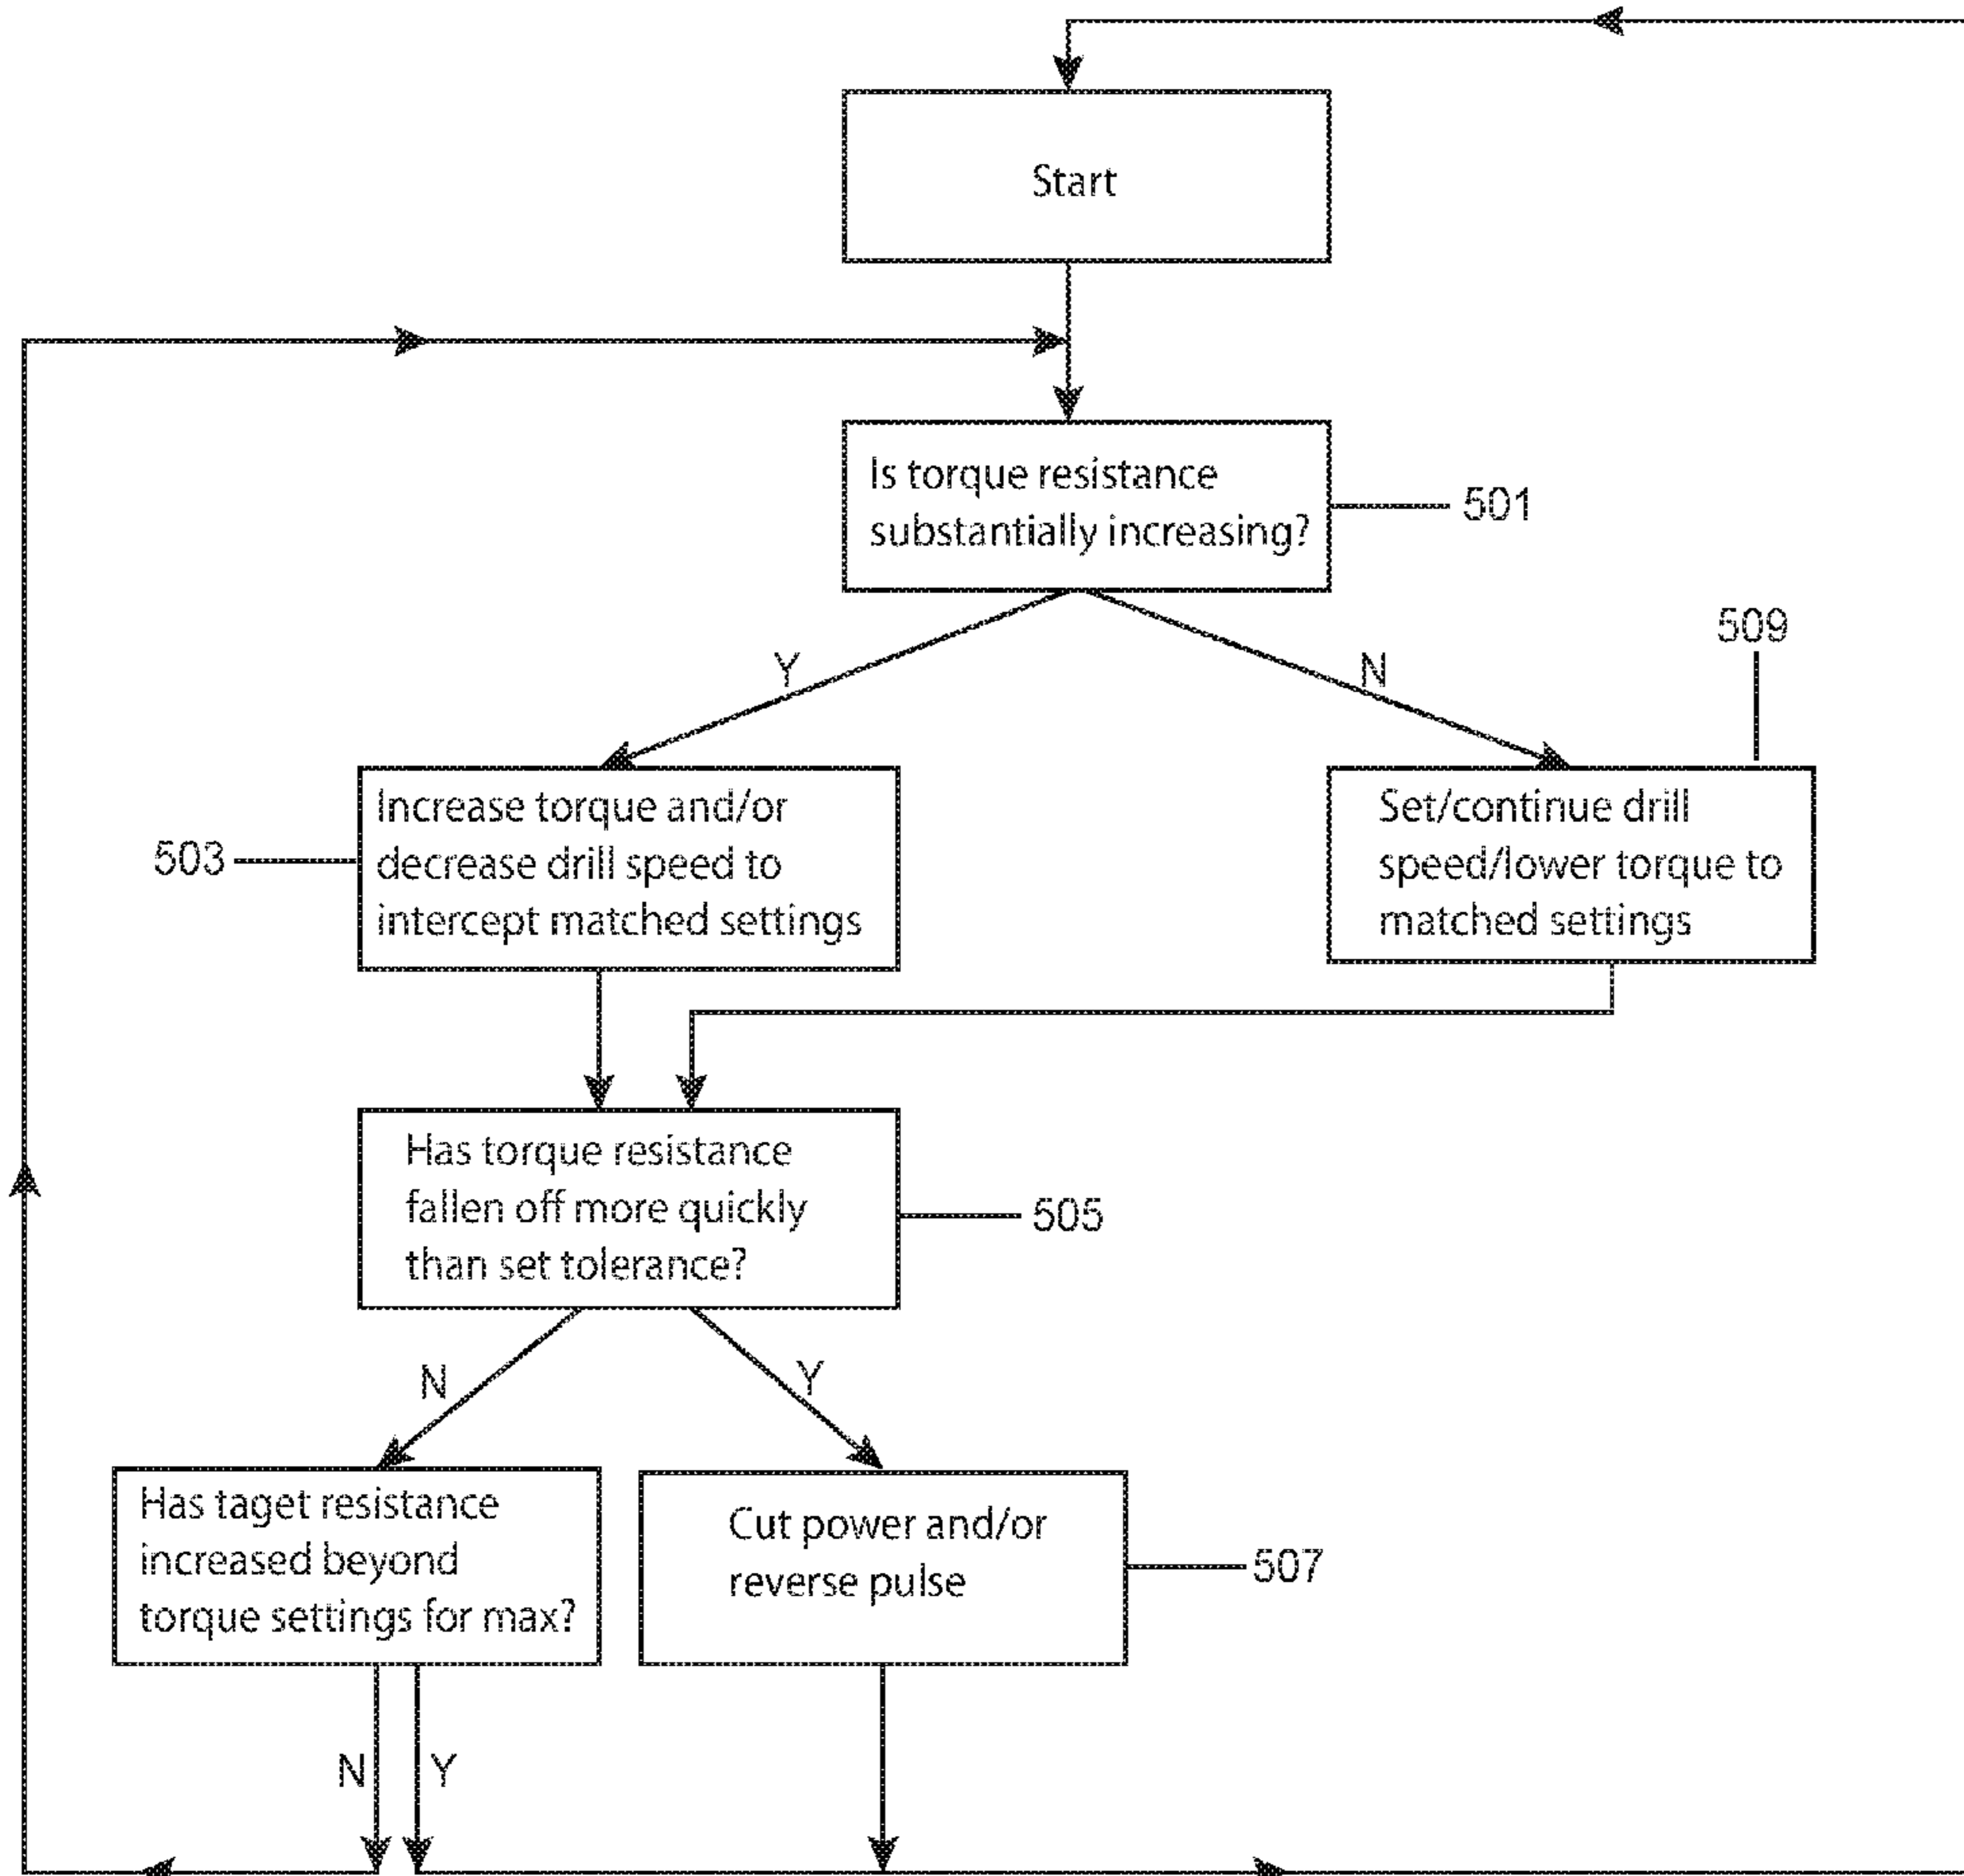 Start
Is torque resistance
substantially increasing?
501
509
Y
N
Increase torque and/or
decrease drill speed to
intercept matched settings
503
Set/continue drill
speed/lower torque to
matched settings
Has torque resistance
fallen off more quickly
than set tolerance?
505
N
Y
Has taget resistance
increased beyond
torque settings for max?
Cut power and/or
reverse pulse
507
N
Y